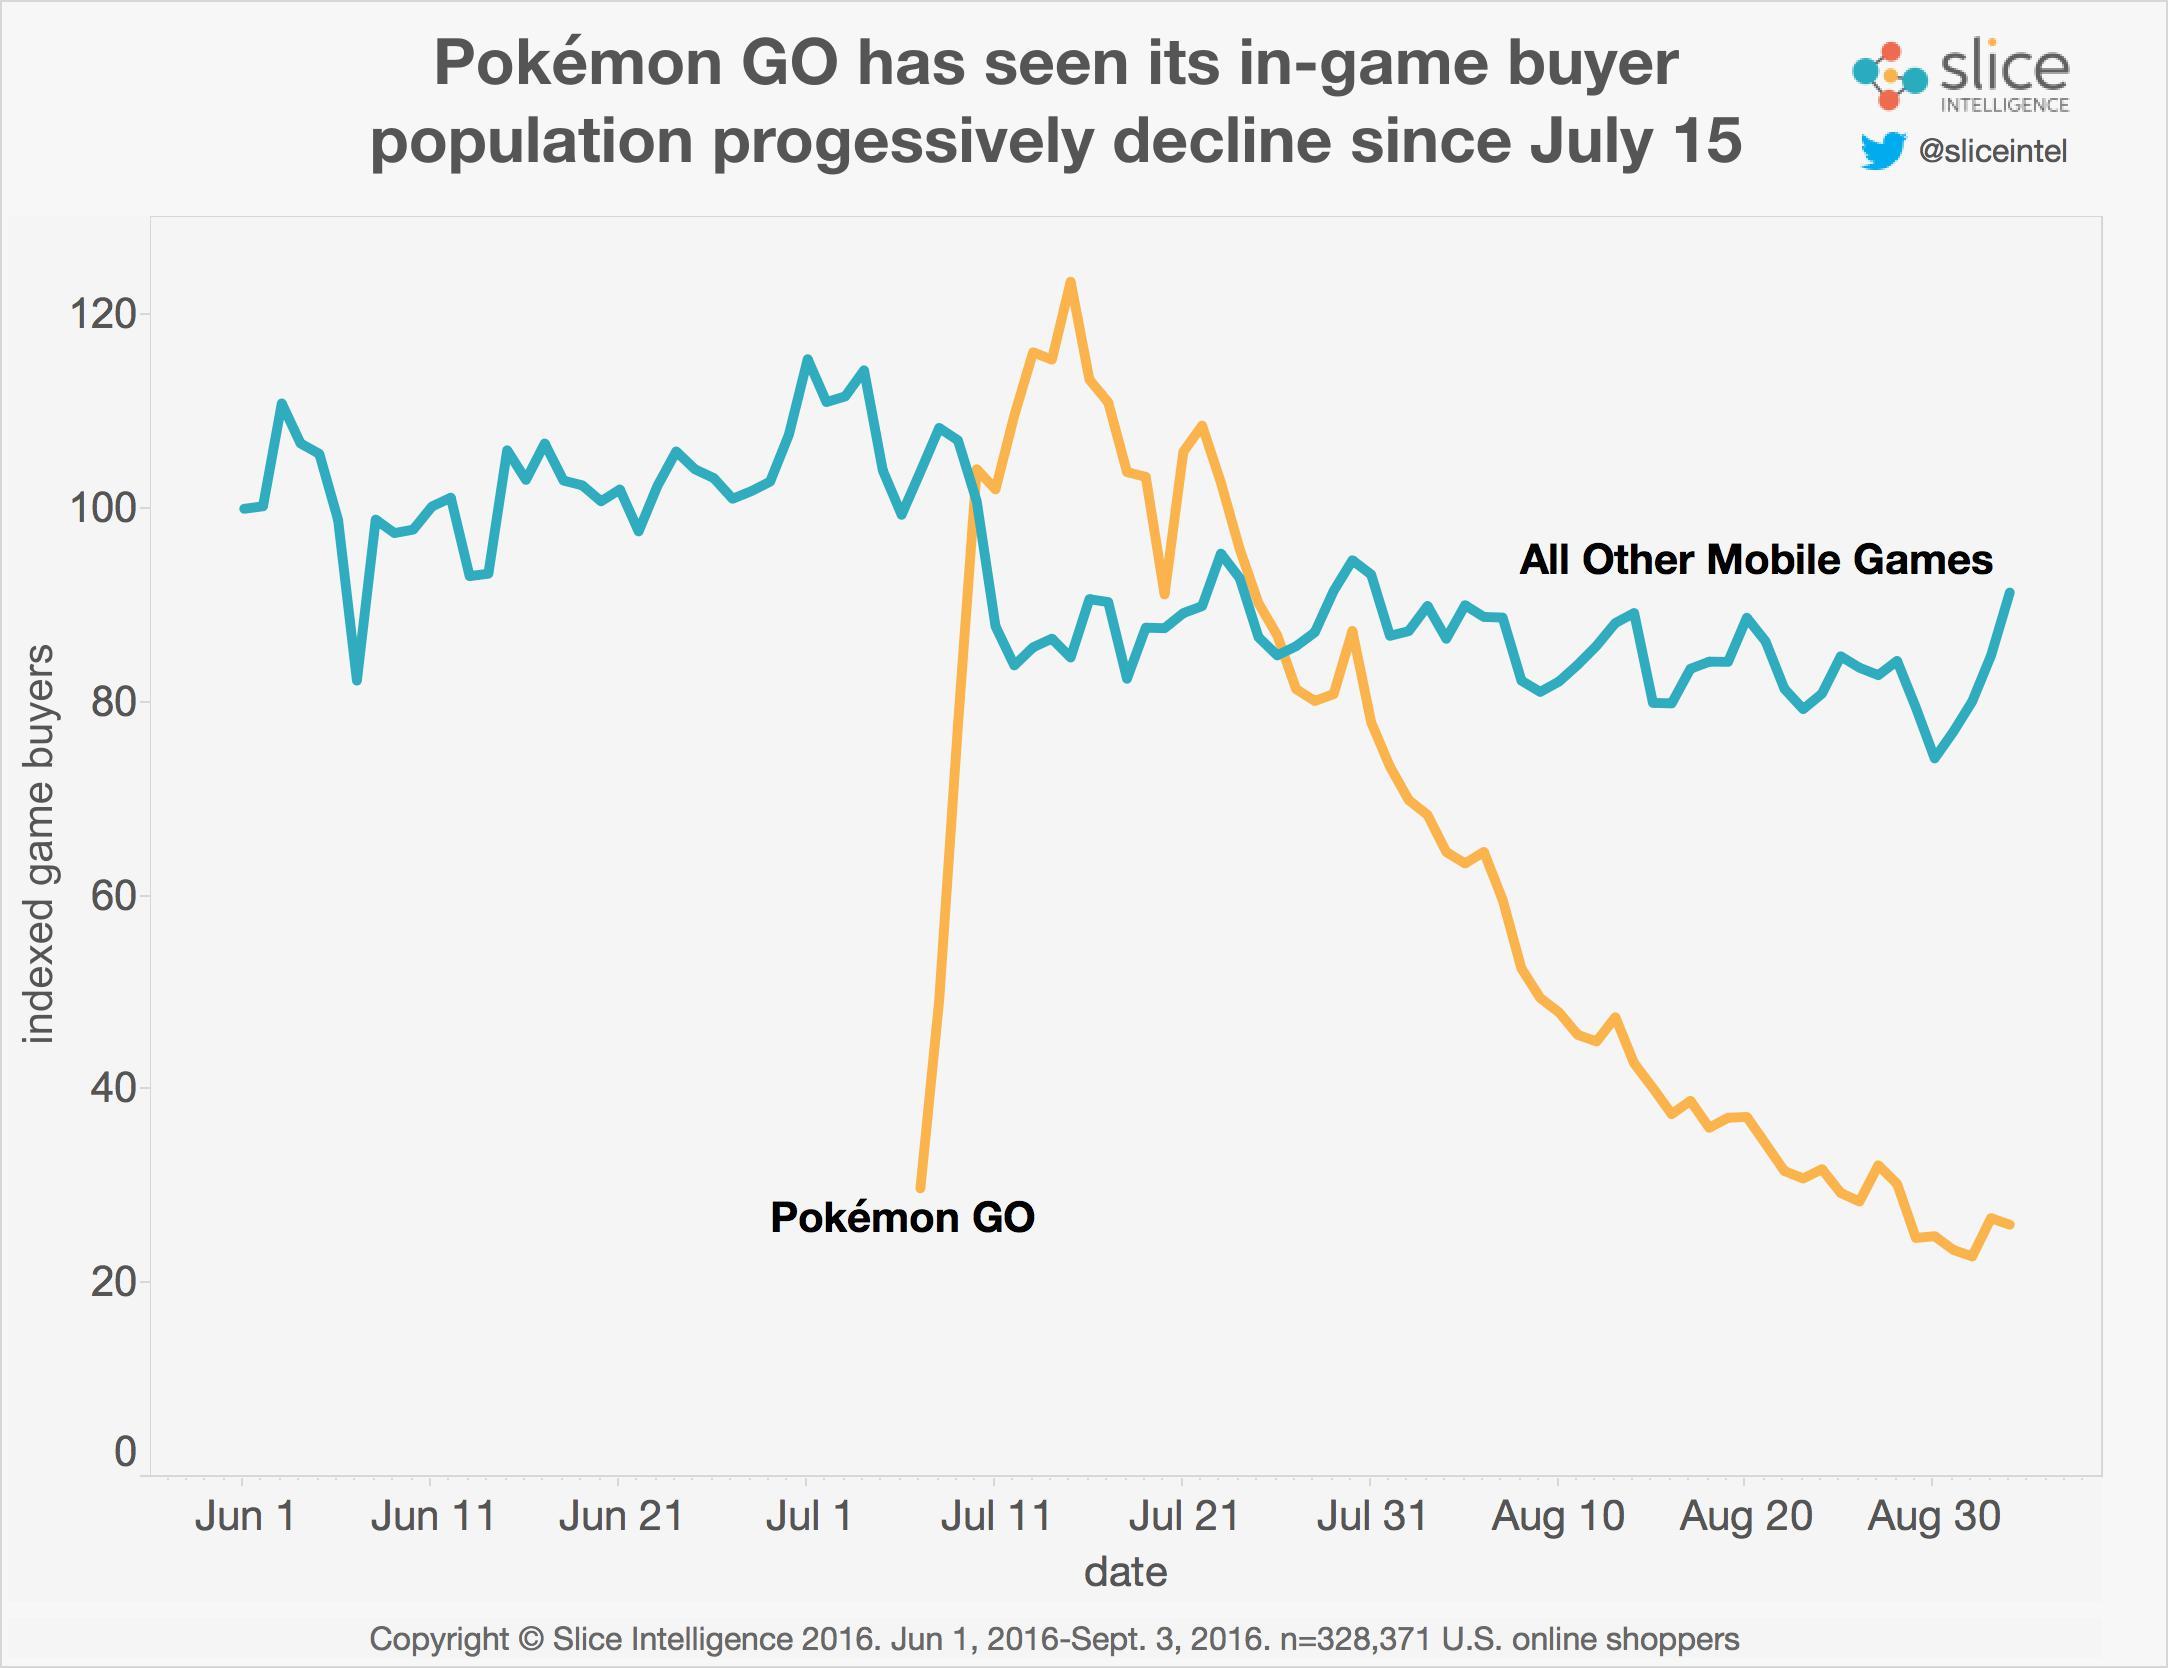 Pokémon GO has seen its in-game buyer
population progessively decline since July 15
slice
INTELLIGENCE
@sliceintel
120
100
80
60
40
20
0
indexed game buyers
All Other Mobile Games
Pokémon GO
Jun 1 Jun 11 Jun 21 Jul 1 Jul 11 Jul 21 Jul 31 Aug 10 Aug 20 Aug 30
date
Copyright © Slice Intelligence 2016. Jun 1, 2016-Sept. 3, 2016. n=328,371 U.S. online shoppers